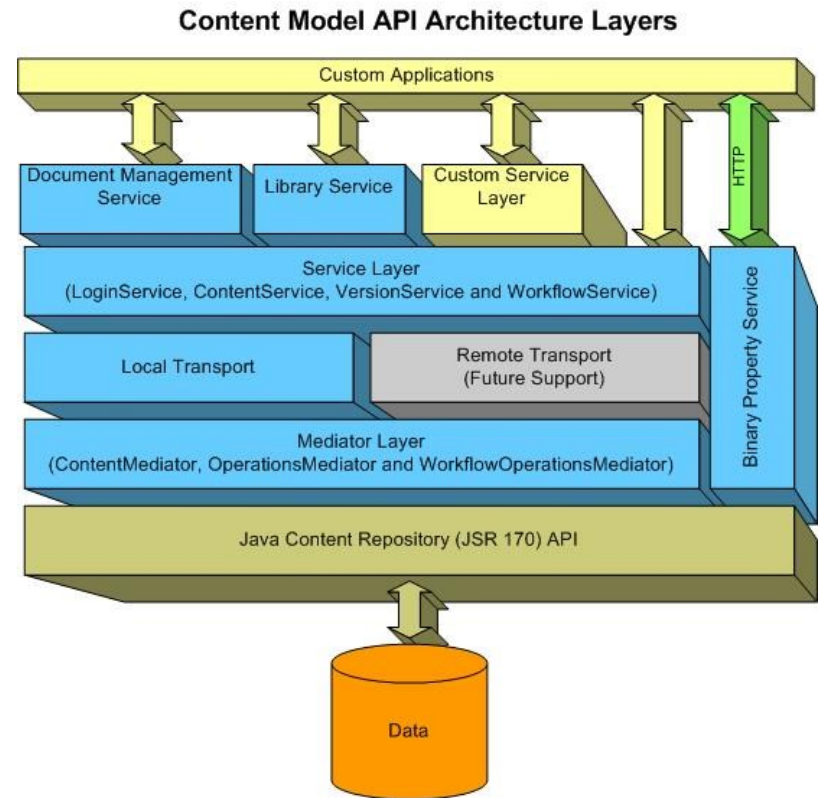 Content Model API Architecture Layers
Custom Applications
HTTP
Document Management
Service
Library Service
Custom Service
Layer
Service Layer
(LoginService, ContentService, VersionService and WorkflowService)
Binary Property Service
Local Transport
Remote Transport
(Future Support)
Mediator Layer
(ContentMediator, OperationsMediator and WorkflowOperationsMediator)
Java Content Repository (JSR 170) API
Data